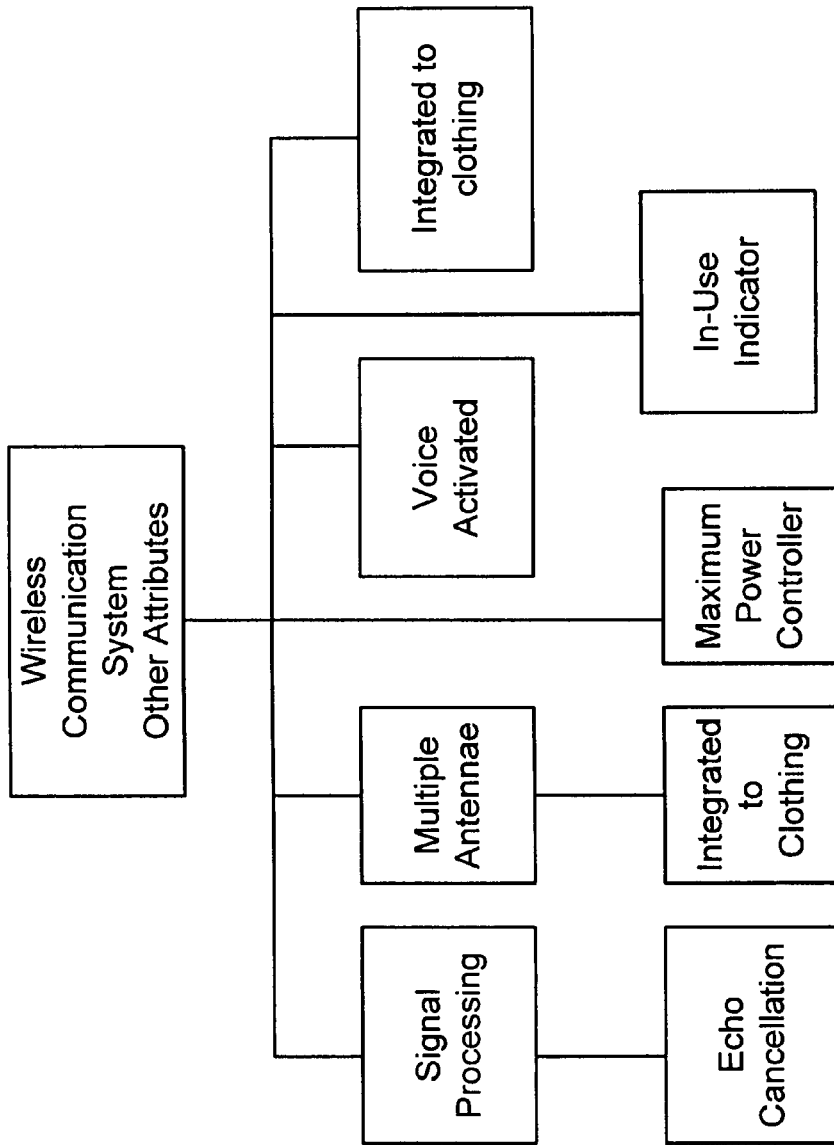 Wireless
Communication
System
Other Attributes
Signal
Processing
Multiple
Antennae
Voice
Activated
Integrated to
clothing
Echo
Cancellation
Integrated
to
Clothing
Maximum
Power
Controller
In-Use
Indicator